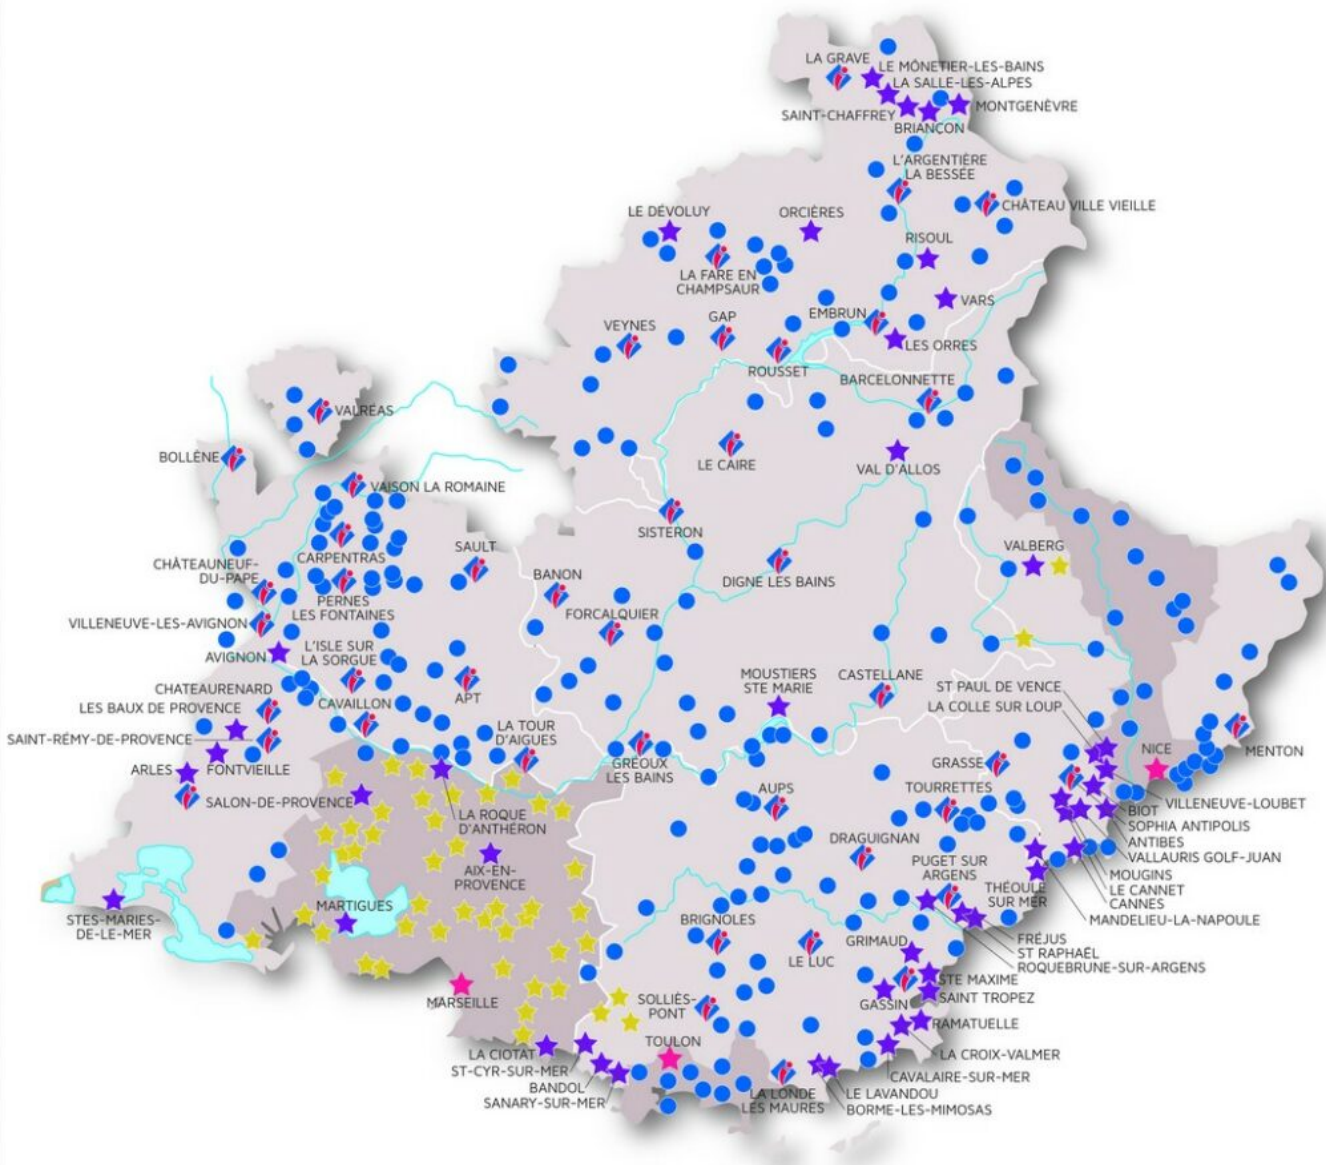 LA GRAVE
LE MÔNETIER-LES-BAINS
LA SALLE-LES-ALPES
SAINT-CHAFFREY
MONTGENÈVRE
BRIANÇON
L'ARGENTIÈRE
LA BESSÉE
CHÂTEAU VILLE VIEILLE
LE DÉVOLUY
ORCIÈRES
RISOUL
LA FARE EN
CHAMPSAUR
VARS
EMBRUN
GAP
VEYNES
LES ORRES
ROUSSET
BARCELONNETTE
VALRÉAS
BOLLÈNE
LE CAIRE
VAL D'ALLOS
VAISON LA ROMAINE
SISTERON
CARPENTRAS
SAULT
VALBERG
CHÂTEAUNEUF-
DU-PAPE
BANON
DIGNE LES BAINS
PERNES
LES FONTAINES
FORCALQUIER
VILLENEUVE-LES-AVIGNON
L'ISLE SUR
LA SORGUE
AVIGNON
MOUSTIERS
STE MARIE
CASTELLANE
ST PAUL DE VENCE
CHATEAURENARD
APT
LES BAUX DE PROVENCE
CAVAILLON
LA COLLE SUR LOUP
LA TOUR
D'AIGUES
SAINT-RÉMY-DE-PROVENCE
NICE
MENTON
GRÉOUX
LES BAINS
GRASSE
ARLES
FONTVIEILLE
AUPS
TOURRETTES
SALON-DE-PROVENCE
VILLENEUVE-LOUBET
LA ROQUE
D'ANTHÉRON
BIOT
SOPHIA ANTIPOLIS
DRAGUIGNAN
ANTIBES
VALLAURIS GOLF-JUAN
AIX-EN-
PROVENCE
PUGET SUR
ARGENS
MOUGINS
THÉOULE
SUR MER
LE CANNET
CANNES
MARTIGUES
MANDELIEU-LA-NAPOULE
STES-MARIES-
DE-LE-MER
BRIGNOLES
GRIMAUD
FRÉJUS
ST RAPHAËL
LE LUC
ROQUEBRUNE-SUR-ARGENS
STE MAXIME
MARSEILLE
SOLLIÈS-
PONT
GASSIN
SAINT TROPEZ
RAMATUELLE
TOULON
LA CIOTAT
LA CROIX-VALMER
ST-CYR-SUR-MER
CAVALAIRE-SUR-MER
BANDOL
LA LONDE
LES MAURES
LE LAVANDOU
SANARY-SUR-MER
BORME-LES-MIMOSAS